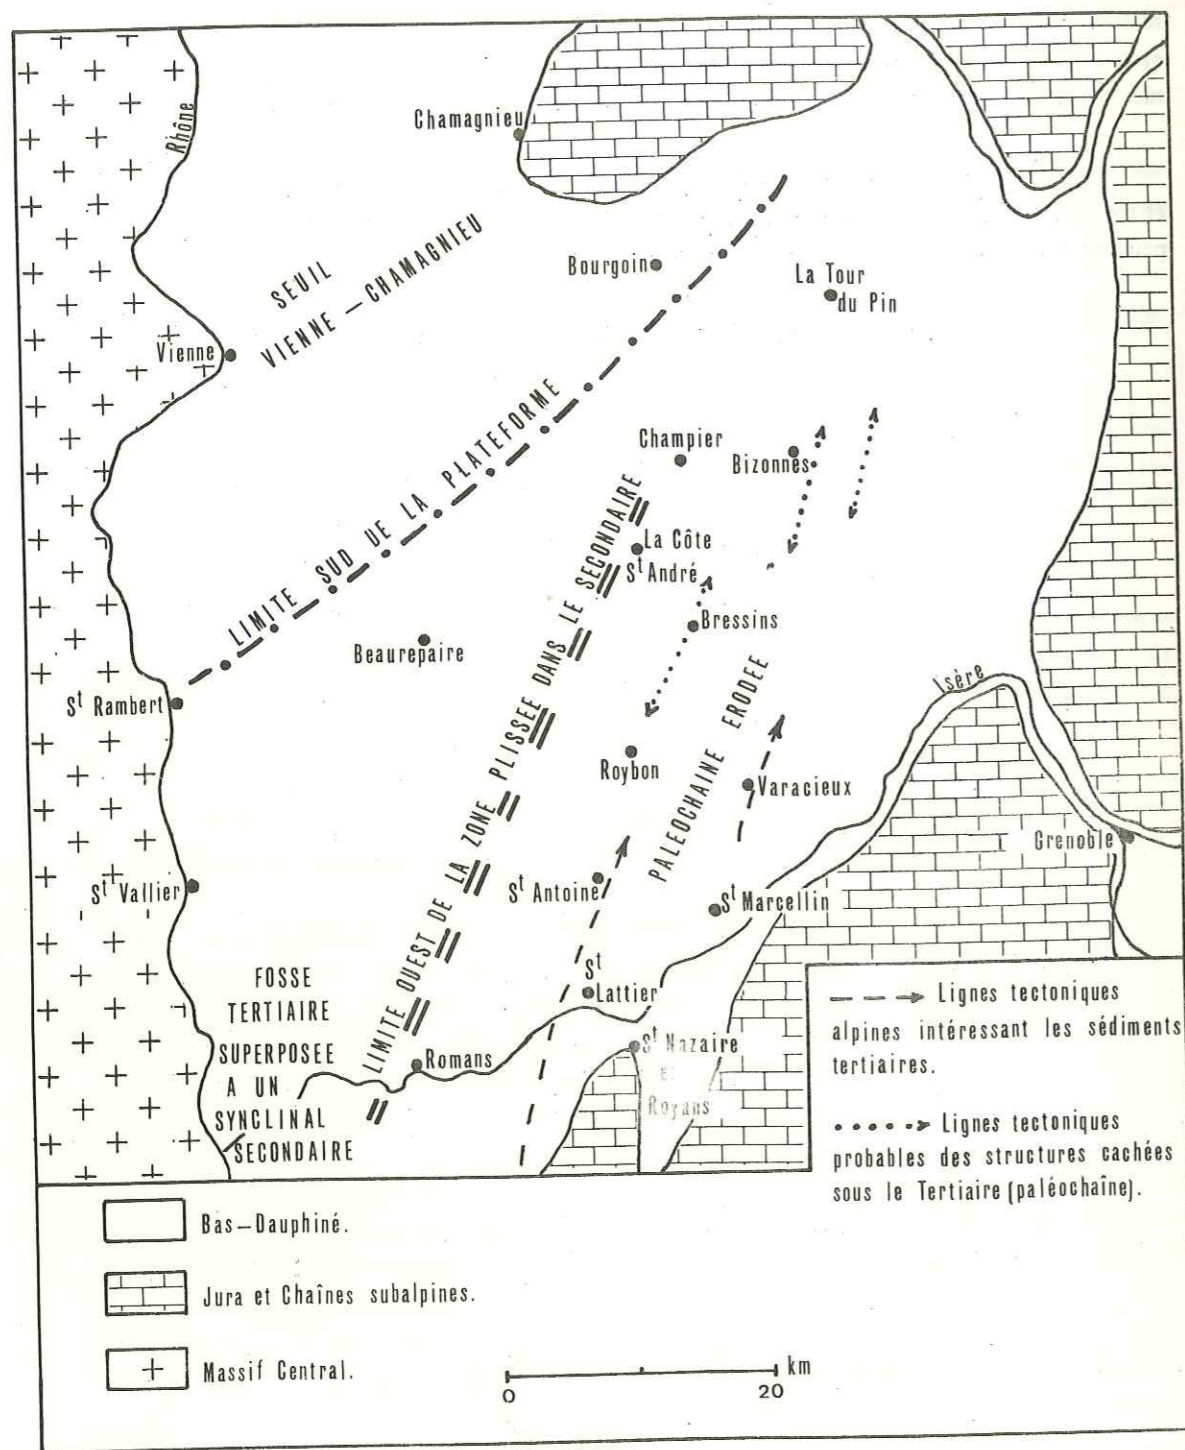 Chamagnieu
Rhône
SEUIL
VIENNE — CHAMAGNIEU
Bourgoin
La Tour
du Pin
Vienne
LIMITE SUD DE LA PLATEFORME
Champier
Bizonnes
La Côte
St André
Bressins
Beaurepaire
St Rambert
LIMITE OUEST DE LA ZONE PLISSEE DANS LE SECONDAIRE
PALEOCHAINE ERODEE
Isère
Roybon
Varacieux
Grenoble
St Vallier
St Antoine
St Marcellin
St
Lattier
FOSSE
TERTIAIRE
SUPERPOSEE
A UN
SYNCLINAL
SECONDAIRE
Romans
St Nazaire
Royans
Lignes tectoniques
alpines intéressant les sédiments
tertiaires.
Lignes tectoniques
probables des structures cachées
sous le Tertiaire (paléochaîne).
Bas—Dauphiné.
Jura et Chaînes subalpines.
Massif Central.
km
0 20